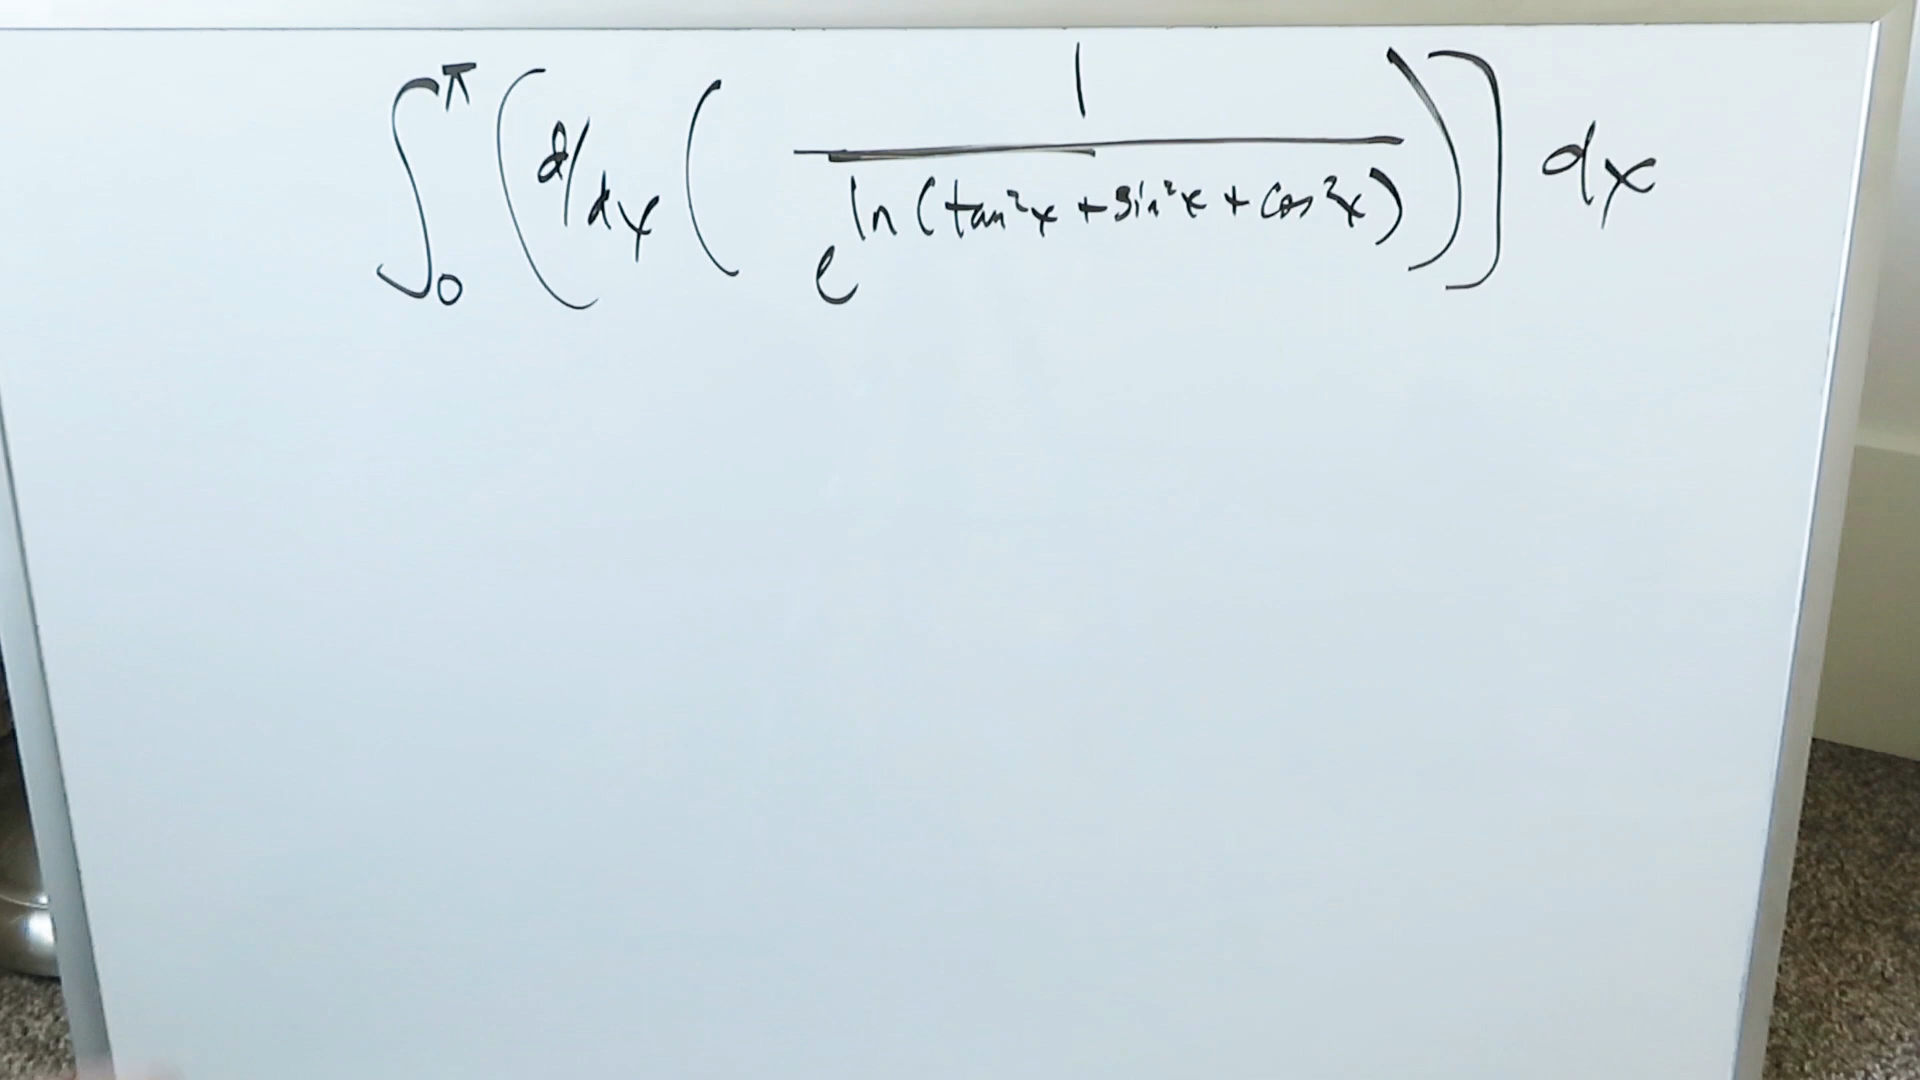 ∫₀^π (d/dx (1 / e^ln(tan²x + sin²x + cos²x))] dx